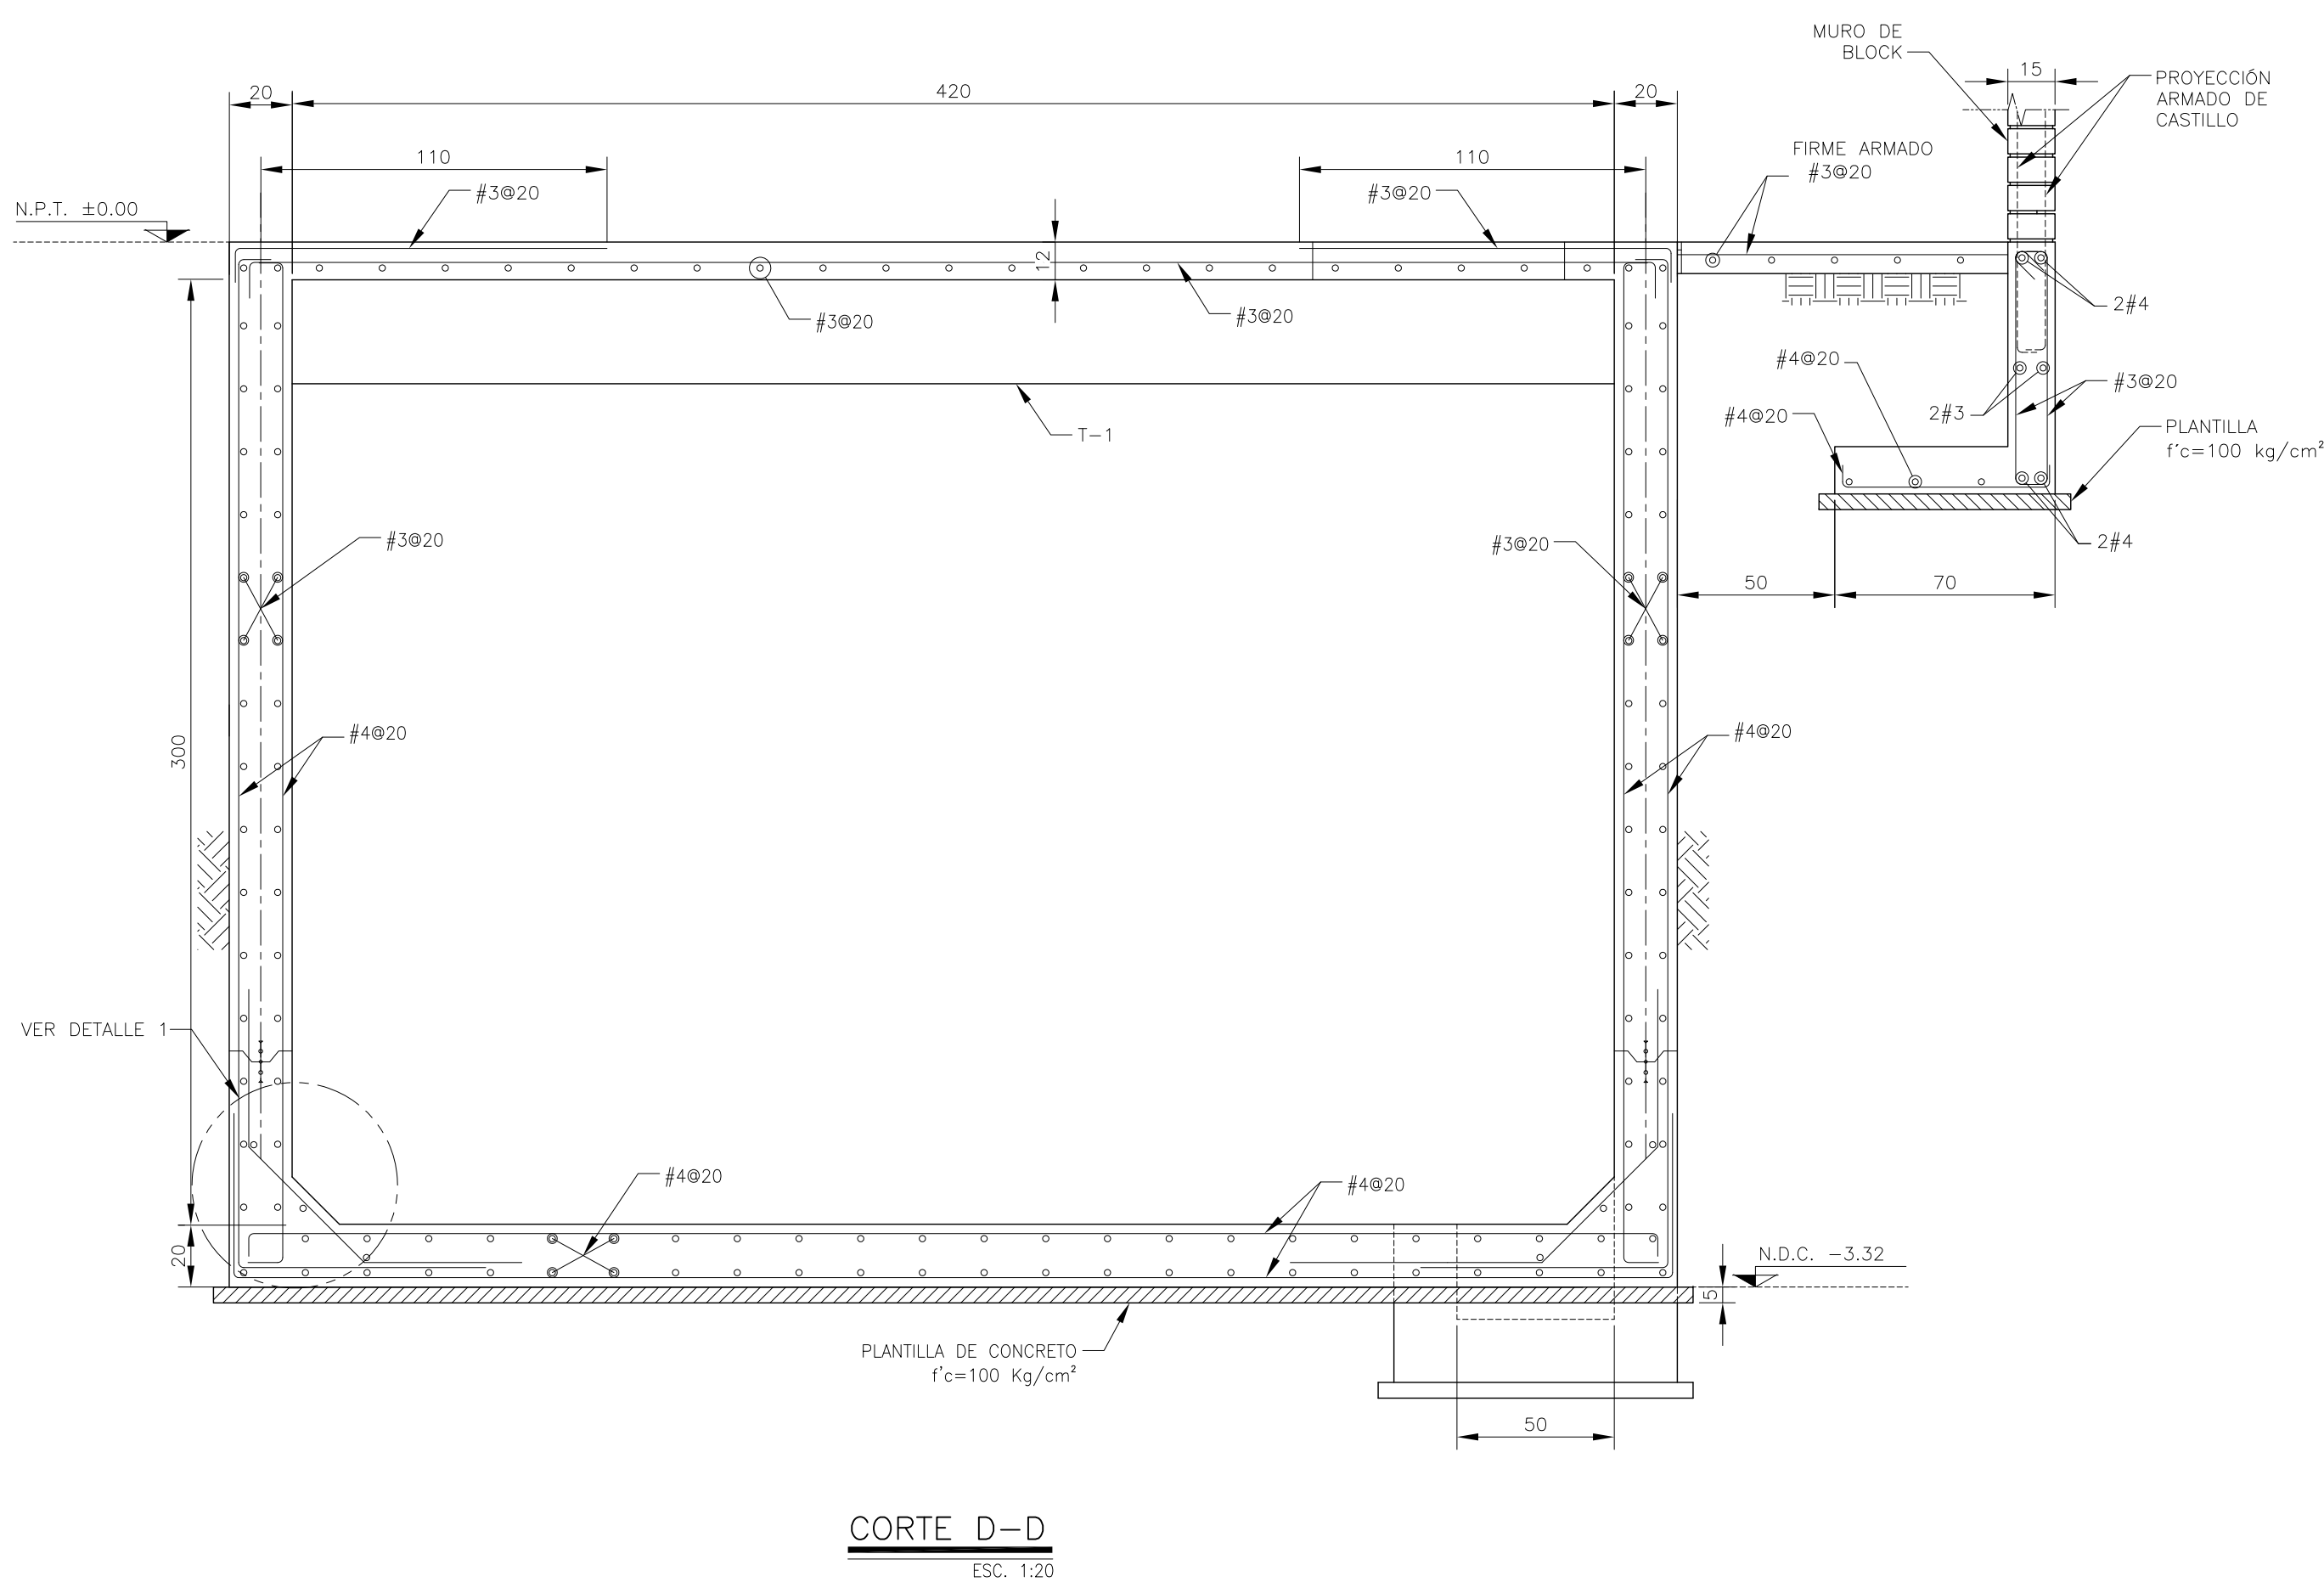 MURO DE
BLOCK
15
PROYECCIÓN
ARMADO DE
CASTILLO
20
420
20
110
110
FIRME ARMADO
#3@20
#3@20
#3@20
N.P.T. ±0.00
12
#3@20
#3@20
2#4
#4@20
#3@20
#4@20
2#3
T-1
PLANTILLA
f´c=100 kg/cm²
#3@20
#3@20
2#4
50
70
300
#4@20
#4@20
VER DETALLE 1
#4@20
#4@20
20
N.D.C. -3.32
5
PLANTILLA DE CONCRETO
f'c=100 Kg/cm²
50
CORTE D-D
ESC. 1:20